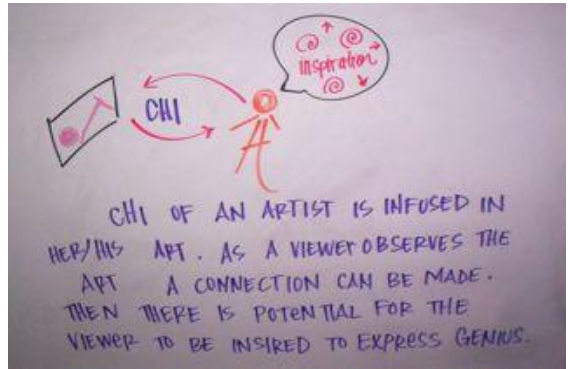 inspiration
CHI
CHI OF AN ARTIST IS INFUSED IN
HER/HIS ART. AS A VIEWER OBSERVES THE
ART A CONNECTION CAN BE MADE.
THEN THERE IS POTENTIAL FOR THE
VIEWER TO BE INSIRED TO EXPRESS GENIUS.